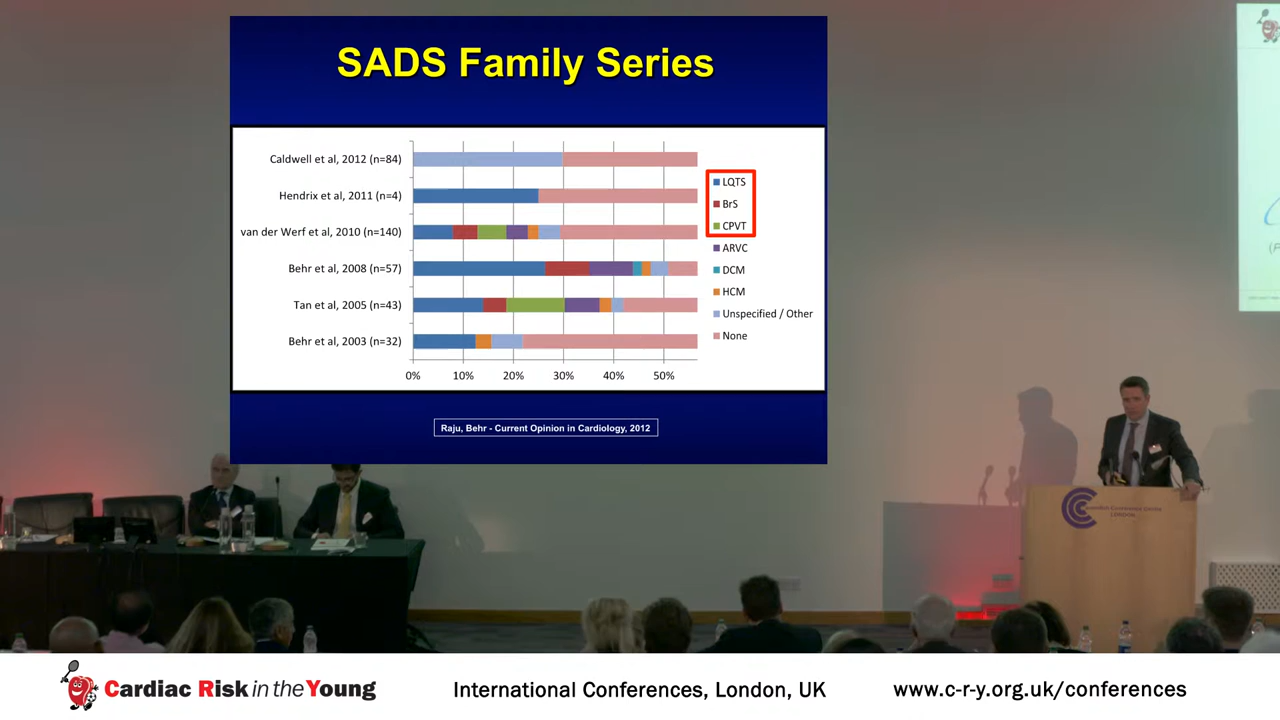 SADS Family Series
Caldwell et al, 2012 (n=84)
Hendrix et al, 2011 (n=4)
van der Werf et al, 2010 (n=140)
Behr et al, 2008 (n=57)
Tan et al, 2005 (n=43)
Behr et al, 2003 (n=32)
0% 10% 20% 30% 40% 50%
LQTS
BrS
CPVT
ARVC
DCM
HCM
Unspecified / Other
None
Raju, Behr - Current Opinion in Cardiology, 2012
LONDON
Cardiac Risk in the Young
International Conferences, London, UK
www.c-r-y.org.uk/conferences